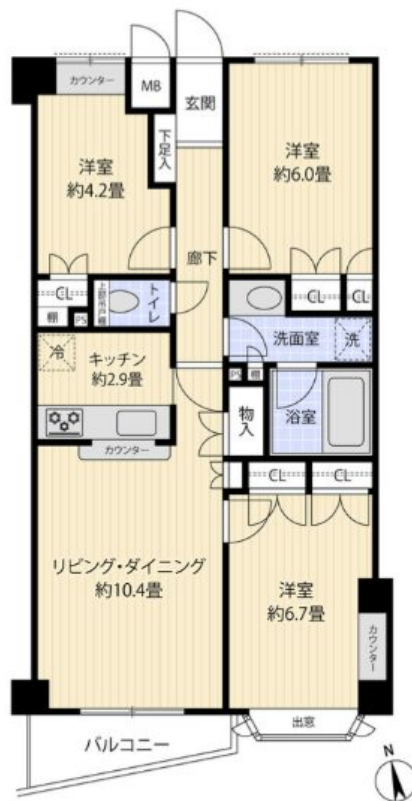 カウンター
MB
玄関
洋室
約4.2畳
下足入
洋室
約6.0畳
廊下
CL
棚
PS
上部吊戸棚
トイレ
CL
CL
洗面室
洗
冷
キッチン
約2.9畳
PS
棚
物入
浴室
カウンター
CL
CL
リビング・ダイニング
約10.4畳
洋室
約6.7畳
カウンター
出窓
バルコニー
N